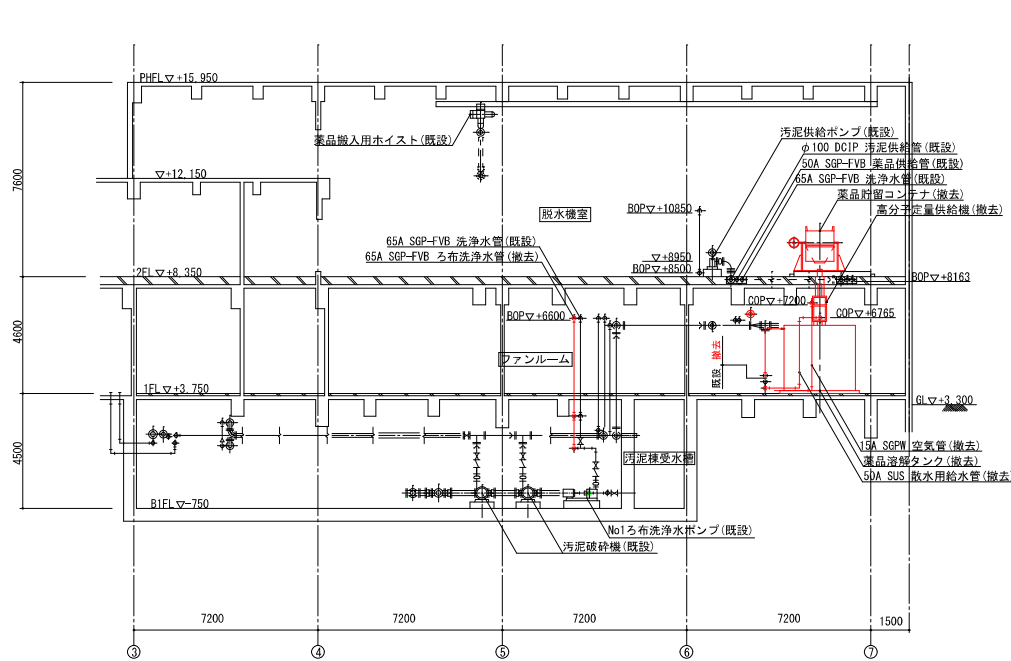 PHFL▽+15.950
薬品搬入用ホイスト(既設)
汚泥供給ポンプ(既設)
φ100 DCIP 汚泥供給管(既設)
50A SGP-FVB 薬品供給管(既設)
65A SGP-FVB 洗浄水管(既設)
薬品貯留コンテナ(撤去)
高分子定量供給機(撤去)
7600
▽+12.150
脱水機室
BOP▽+10850
65A SGP-FVB 洗浄水管(既設)
65A SGP-FVB ろ布洗浄水管(撤去)
▽+8950
BOP▽+8500
2FL▽+8.350
BOP▽+8163
COP▽+7200
COP▽+6765
BOP▽+6600
4600
ファンルーム
撤去
既設
1FL▽+3.750
GL▽+3.300
4500
汚泥棟受水槽
15A SGPW 空気管(撤去)
薬品溶解タンク(撤去)
50A SUS 散水用給水管(撤去)
B1FL▽-750
No1ろ布洗浄水ポンプ(既設)
汚泥破砕機(既設)
7200
7200
7200
7200
1500
③
④
⑤
⑥
⑦